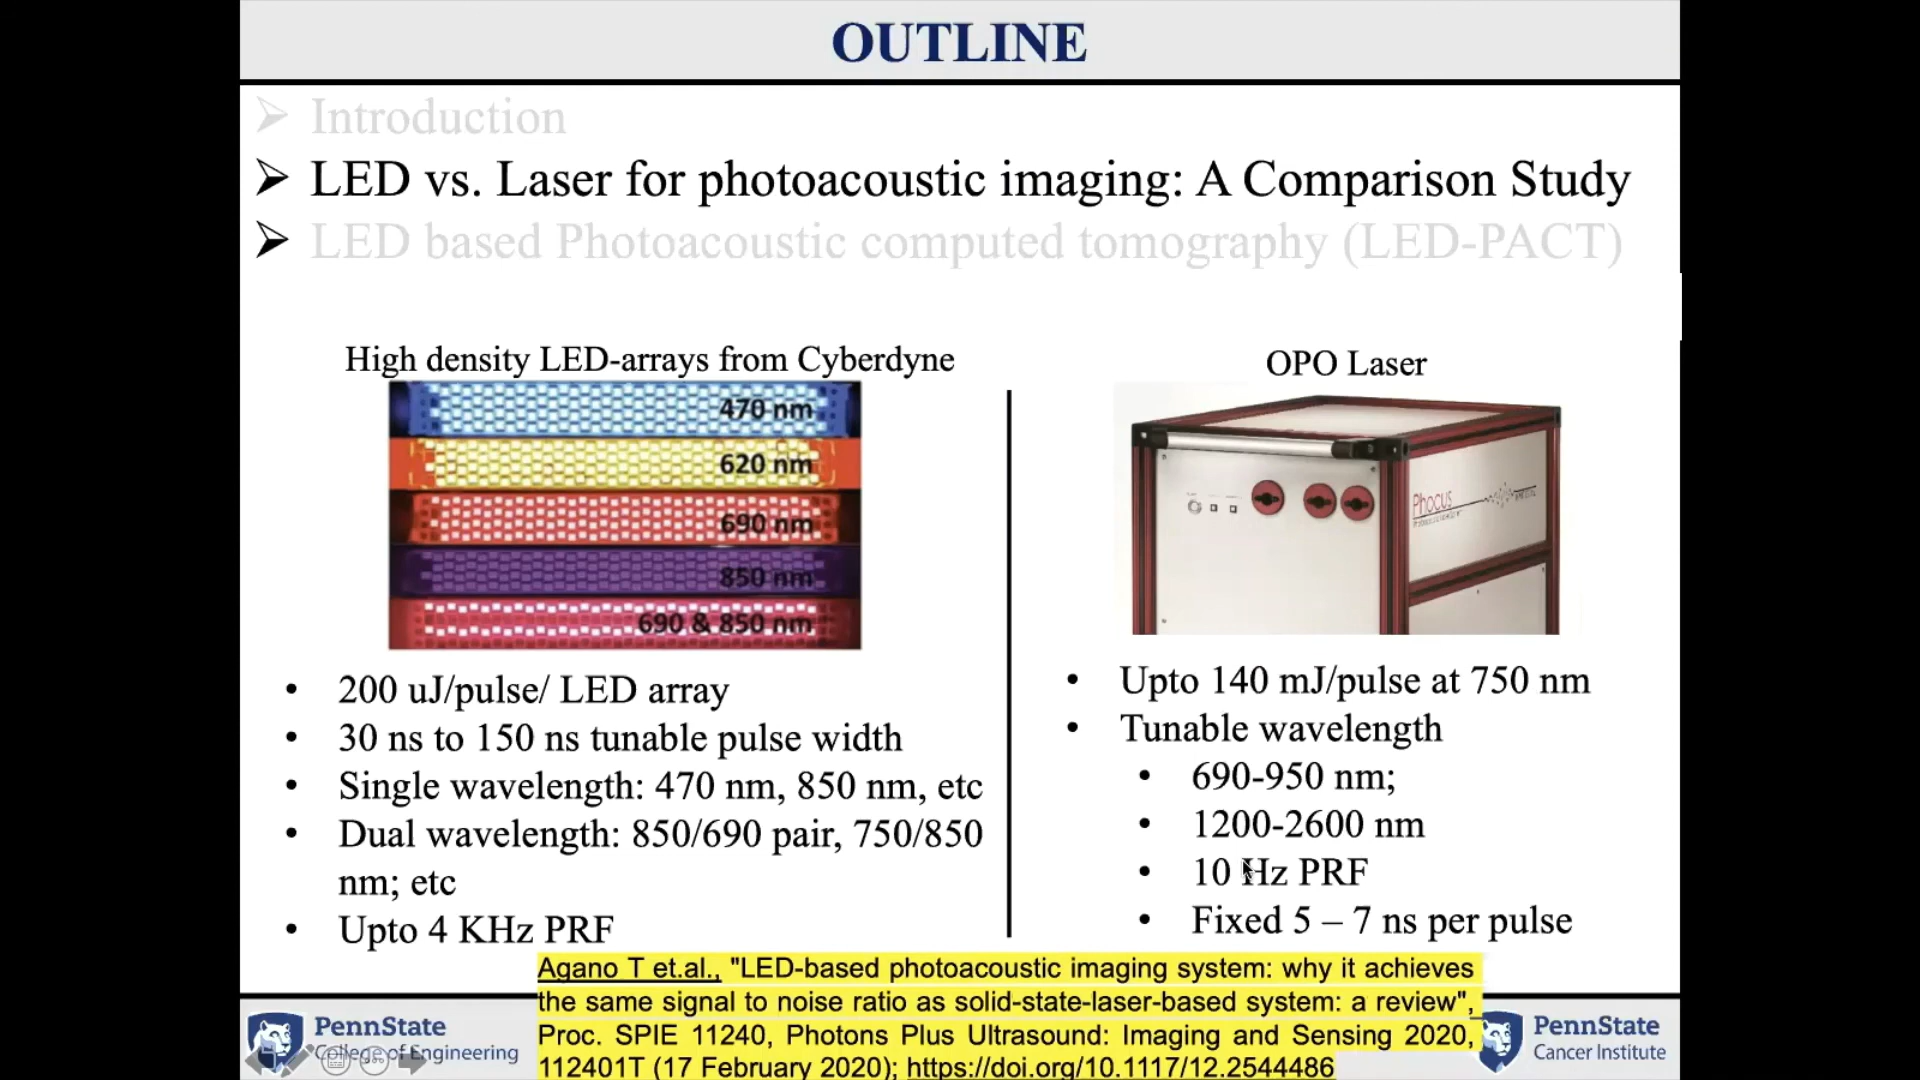 OUTLINE
Introduction
LED vs. Laser for photoacoustic imaging: A Comparison Study
LED based Photoacoustic computed tomography (LED-PACT)
High density LED-arrays from Cyberdyne
470 nm
620 nm
690 nm
850 nm
690 & 850 nm
• 200 uJ/pulse/ LED array
• 30 ns to 150 ns tunable pulse width
• Single wavelength: 470 nm, 850 nm, etc
• Dual wavelength: 850/690 pair, 750/850
nm; etc
• Upto 4 KHz PRF
OPO Laser
Phocus
• Upto 140 mJ/pulse at 750 nm
• Tunable wavelength
• 690-950 nm;
• 1200-2600 nm
• 10 Hz PRF
• Fixed 5 – 7 ns per pulse
Agano T et.al., "LED-based photoacoustic imaging system: why it achieves
the same signal to noise ratio as solid-state-laser-based system: a review",
Proc. SPIE 11240, Photons Plus Ultrasound: Imaging and Sensing 2020,
112401T (17 February 2020); https://doi.org/10.1117/12.2544486
PennState
College of Engineering
PennState
Cancer Institute